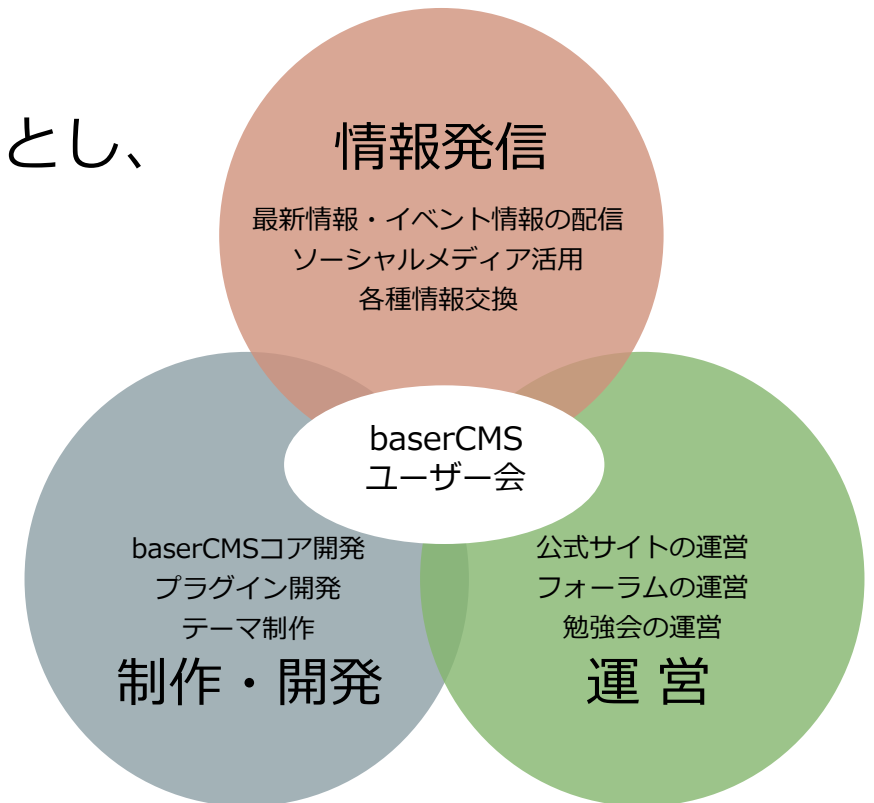 とし、
情報発信
最新情報・イベント情報の配信
ソーシャルメディア活用
各種情報交換
baserCMS
ユーザー会
baserCMSコア開発
プラグイン開発
テーマ制作
制作・開発
公式サイトの運営
フォーラムの運営
勉強会の運営
運 営